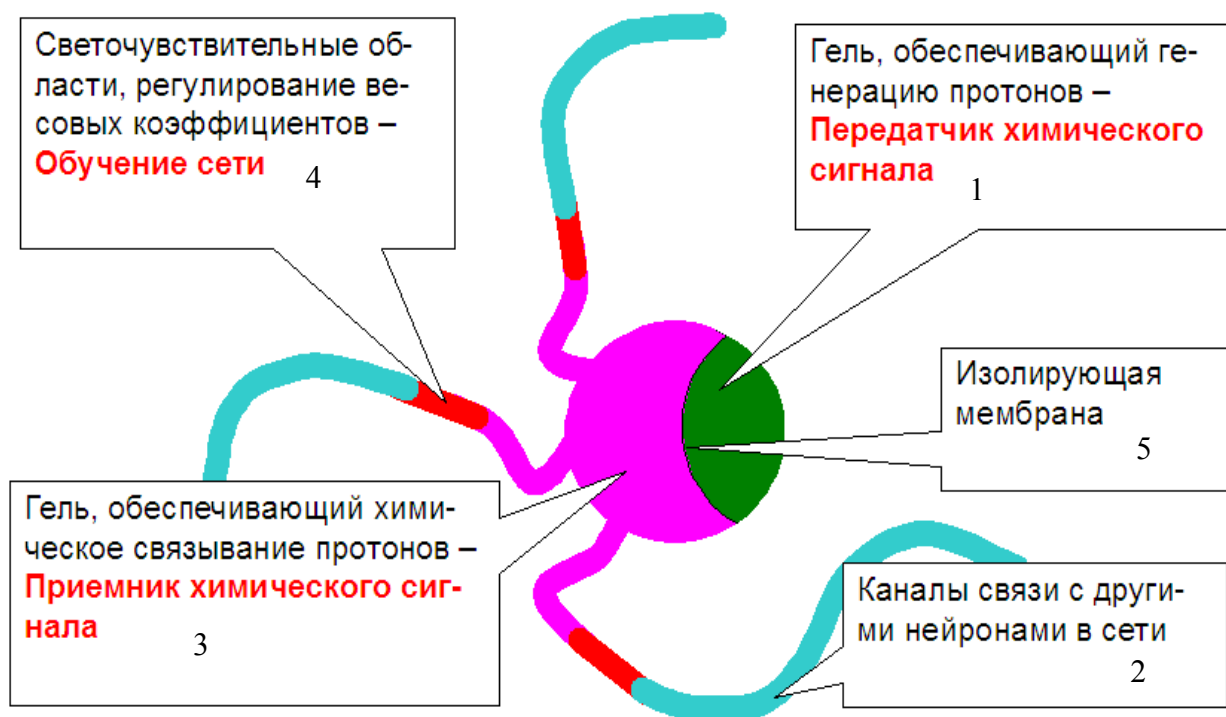 Светочувствительные об-
ласти, регулирование ве-
совых коэффициентов –
Обучение сети
4
Гель, обеспечивающий ге-
нерацию протонов –
Передатчик химического
сигнала
1
Изолирующая
мембрана
5
Гель, обеспечивающий хими-
ческое связывание протонов –
Приемник химического сиг-
нала
3
Каналы связи с други-
ми нейронами в сети
2